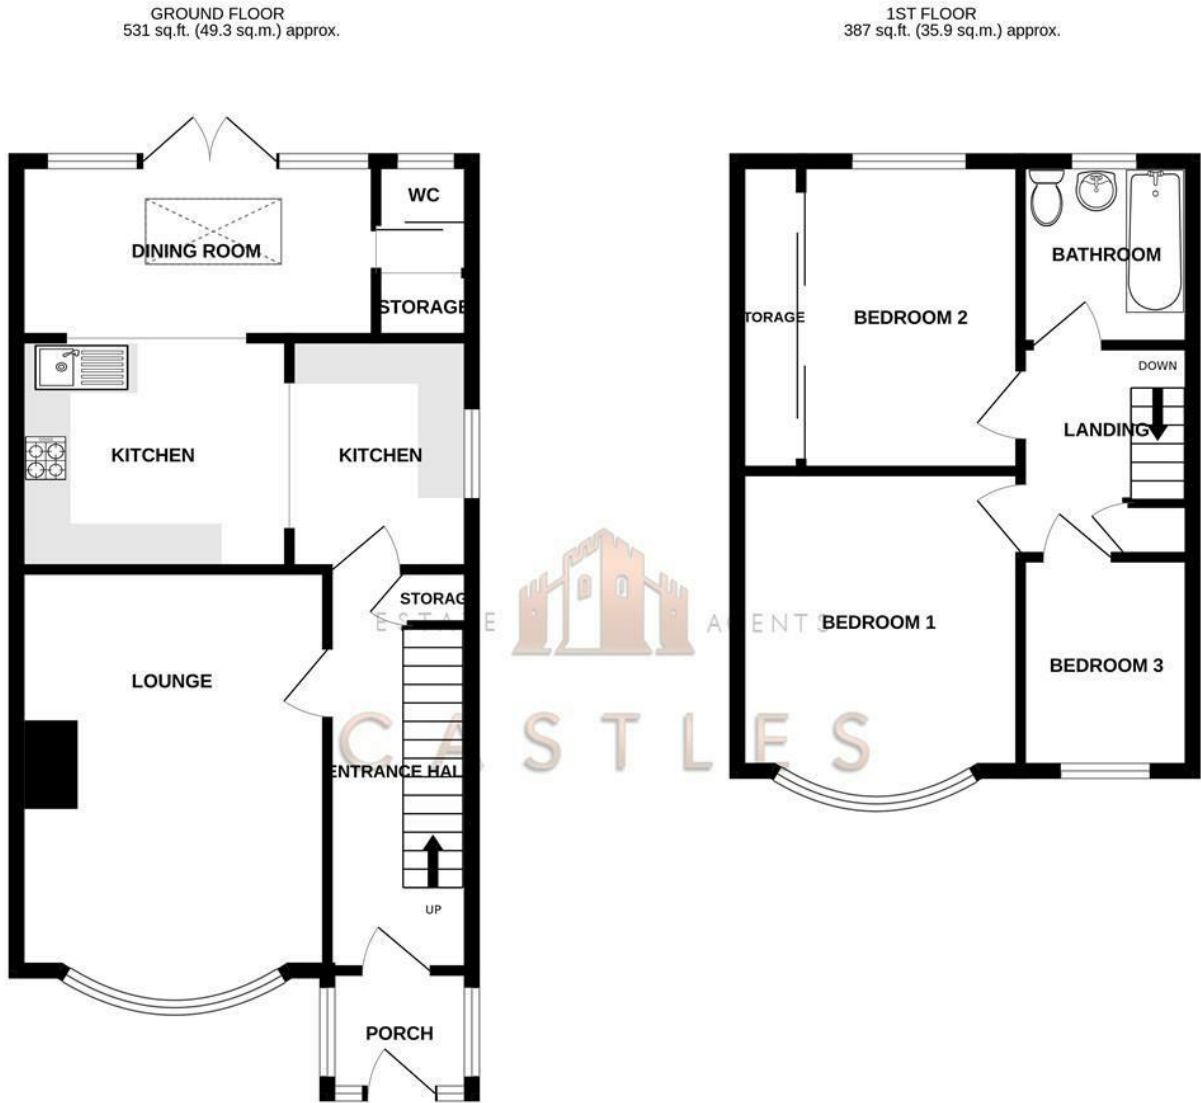 GROUND FLOOR
531 sq.ft. (49.3 sq.m.) approx.
1ST FLOOR
387 sq.ft. (35.9 sq.m.) approx.
WC
DINING ROOM
STORAGE
KITCHEN
KITCHEN
STORAG
LOUNGE
ENTRANCE HALL
UP
PORCH
BATHROOM
TORAGE
BEDROOM 2
DOWN
LANDING
BEDROOM 1
BEDROOM 3
ESTATE AGENTS
CASTLES